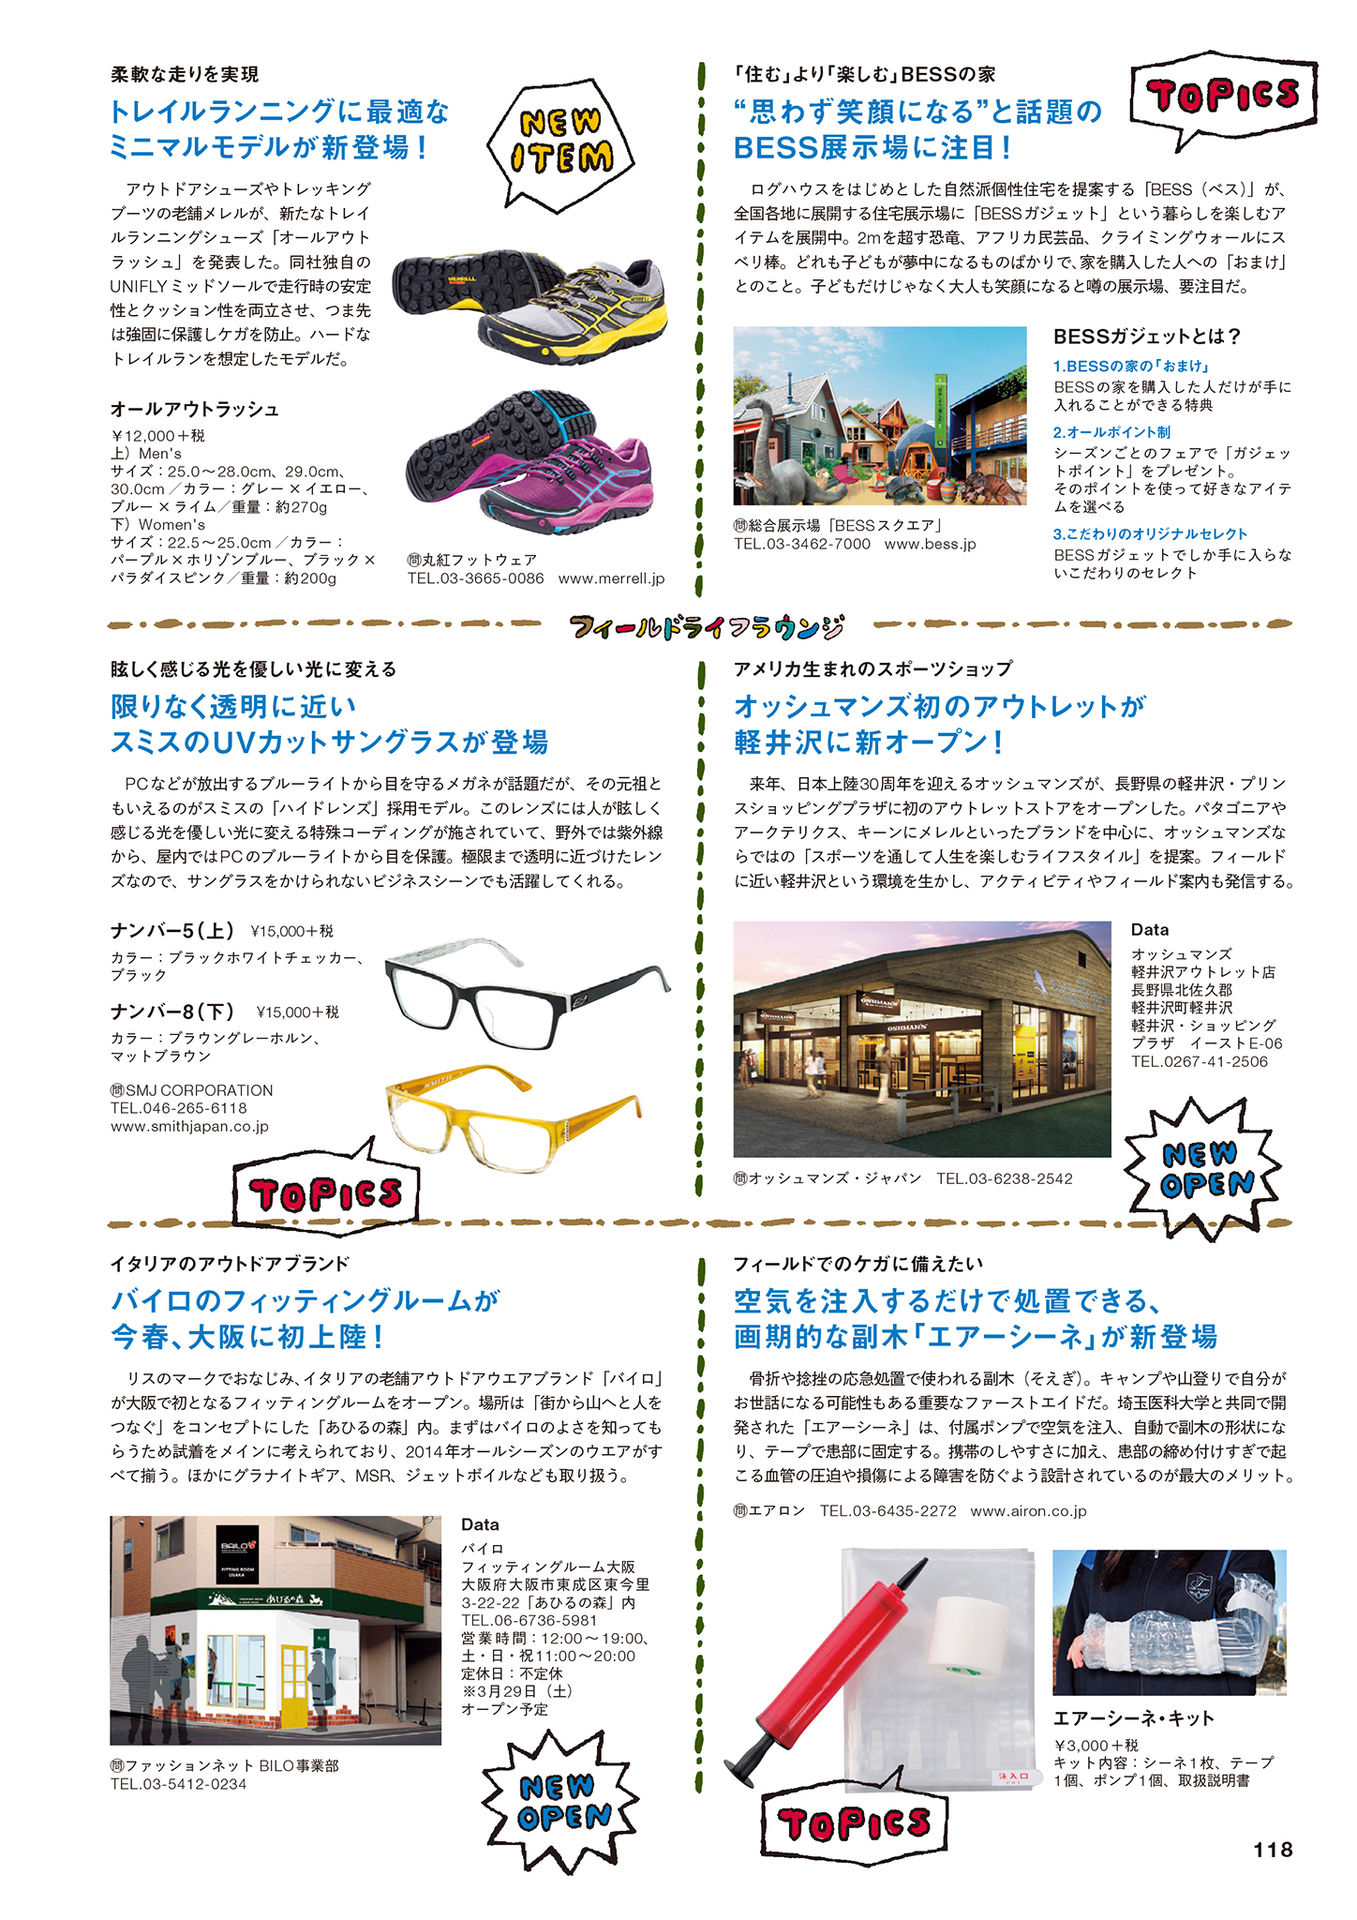 柔軟な走りを実現
トレイルランニングに最適な
ミニマルモデルが新登場！
NEW
ITEM
アウトドアシューズやトレッキング
ブーツの老舗メレルが、新たなトレイ
ルランニングシューズ「オールアウト
ラッシュ」を発表した。同社独自の
UNIFLYミッドソールで走行時の安定
性とクッション性を両立させ、つま先
は強固に保護しケガを防止。ハードな
トレイルランを想定したモデルだ。
オールアウトラッシュ
￥12,000＋税
上）Men's
サイズ：25.0～28.0cm、29.0cm、
30.0cm／カラー：グレー×イエロー、
ブルー×ライム／重量：約270g
下）Women's
サイズ：22.5～25.0cm／カラー：
パープル×ホリゾンブルー、ブラック×
パラダイスピンク／重量：約200g
㉄丸紅フットウェア
TEL.03-3665-0086　www.merrell.jp
「住む」より「楽しむ」BESSの家
“思わず笑顔になる”と話題の
BESS展示場に注目！
TOPICS
ログハウスをはじめとした自然派個性住宅を提案する「BESS（ベス）」が、
全国各地に展開する住宅展示場に「BESSガジェット」という暮らしを楽しむア
イテムを展開中。2mを超す恐竜、アフリカ民芸品、クライミングウォールにス
ベリ棒。どれも子どもが夢中になるものばかりで、家を購入した人への「おまけ」
とのこと。子どもだけじゃなく大人も笑顔になると噂の展示場、要注目だ。
㉄総合展示場「BESSスクエア」
TEL.03-3462-7000　www.bess.jp
BESSガジェットとは？
1.BESSの家の「おまけ」
BESSの家を購入した人だけが手に
入れることができる特典
2.オールポイント制
シーズンごとのフェアで「ガジェッ
トポイント」をプレゼント。
そのポイントを使って好きなアイテ
ムを選べる
3.こだわりのオリジナルセレクト
BESSガジェットでしか手に入らな
いこだわりのセレクト
フィールドライフラウンジ
眩しく感じる光を優しい光に変える
限りなく透明に近い
スミスのUVカットサングラスが登場
PCなどが放出するブルーライトから目を守るメガネが話題だが、その元祖と
もいえるのがスミスの「ハイドレンズ」採用モデル。このレンズには人が眩しく
感じる光を優しい光に変える特殊コーディングが施されていて、野外では紫外線
から、屋内ではPCのブルーライトから目を保護。極限まで透明に近づけたレン
ズなので、サングラスをかけられないビジネスシーンでも活躍してくれる。
ナンバー5（上）　¥15,000＋税
カラー：ブラックホワイトチェッカー、
ブラック
ナンバー8（下）　¥15,000＋税
カラー：ブラウングレーホルン、
マットブラウン
㉄SMJ CORPORATION
TEL.046-265-6118
www.smithjapan.co.jp
TOPICS
アメリカ生まれのスポーツショップ
オッシュマンズ初のアウトレットが
軽井沢に新オープン！
来年、日本上陸30周年を迎えるオッシュマンズが、長野県の軽井沢・プリン
スショッピングプラザに初のアウトレットストアをオープンした。パタゴニアや
アークテリクス、キーンにメレルといったブランドを中心に、オッシュマンズな
らではの「スポーツを通して人生を楽しむライフスタイル」を提案。フィールド
に近い軽井沢という環境を生かし、アクティビティやフィールド案内も発信する。
OSHMAN'S
OSHMAN'S
Data
オッシュマンズ
軽井沢アウトレット店
長野県北佐久郡
軽井沢町軽井沢
軽井沢・ショッピング
プラザ　イーストE-06
TEL.0267-41-2506
㉄オッシュマンズ・ジャパン　TEL.03-6238-2542
NEW
OPEN
イタリアのアウトドアブランド
バイロのフィッティングルームが
今春、大阪に初上陸！
リスのマークでおなじみ、イタリアの老舗アウトドアウエアブランド「バイロ」
が大阪で初となるフィッティングルームをオープン。場所は「街から山へと人を
つなぐ」をコンセプトにした「あひるの森」内。まずはバイロのよさを知っても
らうため試着をメインに考えられており、2014年オールシーズンのウエアがす
べて揃う。ほかにグラナイトギア、MSR、ジェットボイルなども取り扱う。
BAILO
FITTING ROOM
OSAKA
あひるの森
Data
バイロ
フィッティングルーム大阪
大阪府大阪市東成区東今里
3-22-22「あひるの森」内
TEL.06-6736-5981
営業時間：12:00～19:00、
土・日・祝11:00～20:00
定休日：不定休
※3月29日（土）
オープン予定
㉄ファッションネット BILO事業部
TEL.03-5412-0234
NEW
OPEN
フィールドでのケガに備えたい
空気を注入するだけで処置できる、
画期的な副木「エアーシーネ」が新登場
骨折や捻挫の応急処置で使われる副木（そえぎ）。キャンプや山登りで自分が
お世話になる可能性もある重要なファーストエイドだ。埼玉医科大学と共同で開
発された「エアーシーネ」は、付属ポンプで空気を注入、自動で副木の形状にな
り、テープで患部に固定する。携帯のしやすさに加え、患部の締め付けすぎで起
こる血管の圧迫や損傷による障害を防ぐよう設計されているのが最大のメリット。
㉄エアロン　TEL.03-6435-2272　www.airon.co.jp
注入口
エアーシーネ・キット
￥3,000＋税
キット内容：シーネ1枚、テープ
1個、ポンプ1個、取扱説明書
TOPICS
118